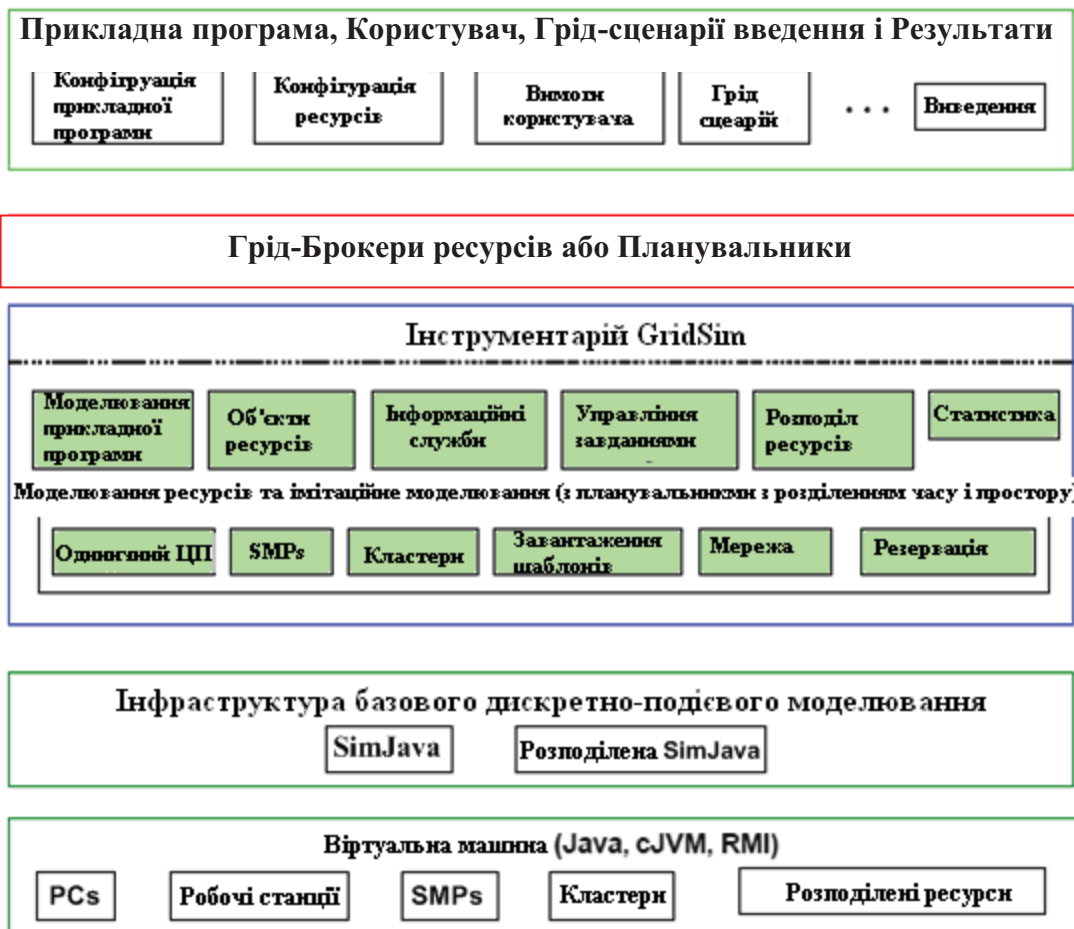 Прикладна програма, Користувач, Грід-сценарії введення і Результати
Конфігруація
прикладної
програми
Конфігурація
ресурсів
Вимоги
користувача
Грід
сцеарій
. . .
Виведення
Грід-Брокери ресурсів або Планувальники
Інструментарій GridSim
Моделювання
прикладної
програми
Об'єкти
ресурсів
Інформаційні
служби
Управління
завданнями
Розподіл
ресурсів
Статистика
Моделювання ресурсів та імітаційне моделювання (з планувальниками з розділенням часу і простору)
Одиничний ЦП
SMPs
Кластери
Завантаження
шаблонів
Мережа
Резервація
Інфраструктура базового дискретно-подієвого моделювання
SimJava
Розподілена SimJava
Віртуальна машина (Java, cJVM, RMI)
PCs
Робочі станції
SMPs
Кластери
Розподілені ресурси